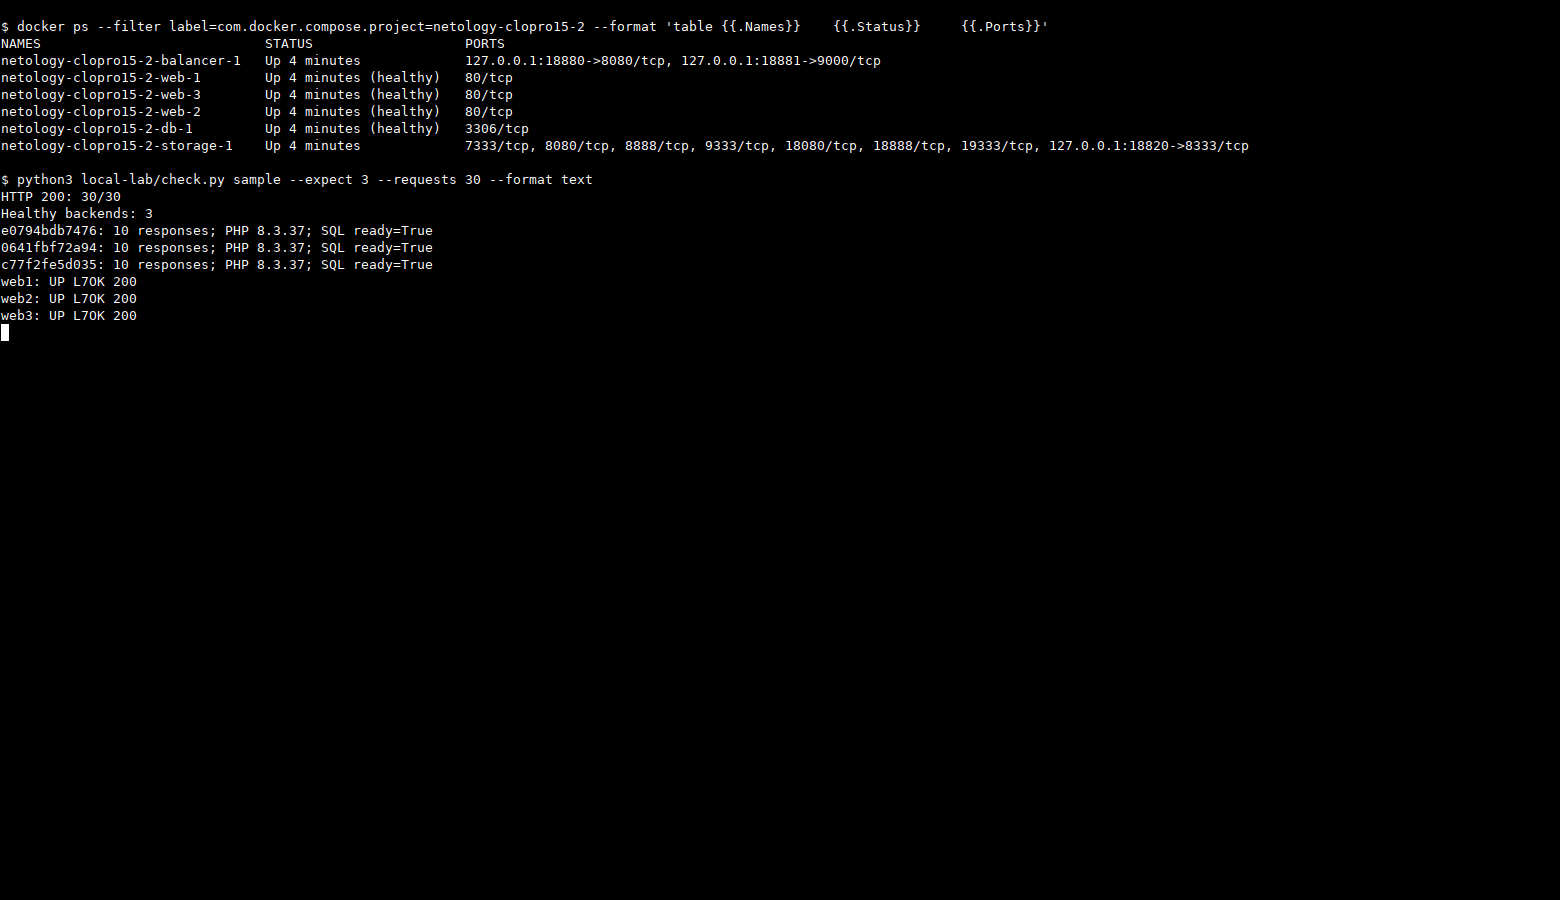 $ docker ps --filter label=com.docker.compose.project=netology-clopro15-2 --format 'table {{.Names}}    {{.Status}}     {{.Ports}}'
NAMES                            STATUS                   PORTS
netology-clopro15-2-balancer-1   Up 4 minutes             127.0.0.1:18880->8080/tcp, 127.0.0.1:18881->9000/tcp
netology-clopro15-2-web-1        Up 4 minutes (healthy)   80/tcp
netology-clopro15-2-web-3        Up 4 minutes (healthy)   80/tcp
netology-clopro15-2-web-2        Up 4 minutes (healthy)   80/tcp
netology-clopro15-2-db-1         Up 4 minutes (healthy)   3306/tcp
netology-clopro15-2-storage-1    Up 4 minutes             7333/tcp, 8080/tcp, 8888/tcp, 9333/tcp, 18080/tcp, 18888/tcp, 19333/tcp, 127.0.0.1:18820->8333/tcp
$ python3 local-lab/check.py sample --expect 3 --requests 30 --format text
HTTP 200: 30/30
Healthy backends: 3
e0794bdb7476: 10 responses; PHP 8.3.37; SQL ready=True
0641fbf72a94: 10 responses; PHP 8.3.37; SQL ready=True
c77f2fe5d035: 10 responses; PHP 8.3.37; SQL ready=True
web1: UP L7OK 200
web2: UP L7OK 200
web3: UP L7OK 200